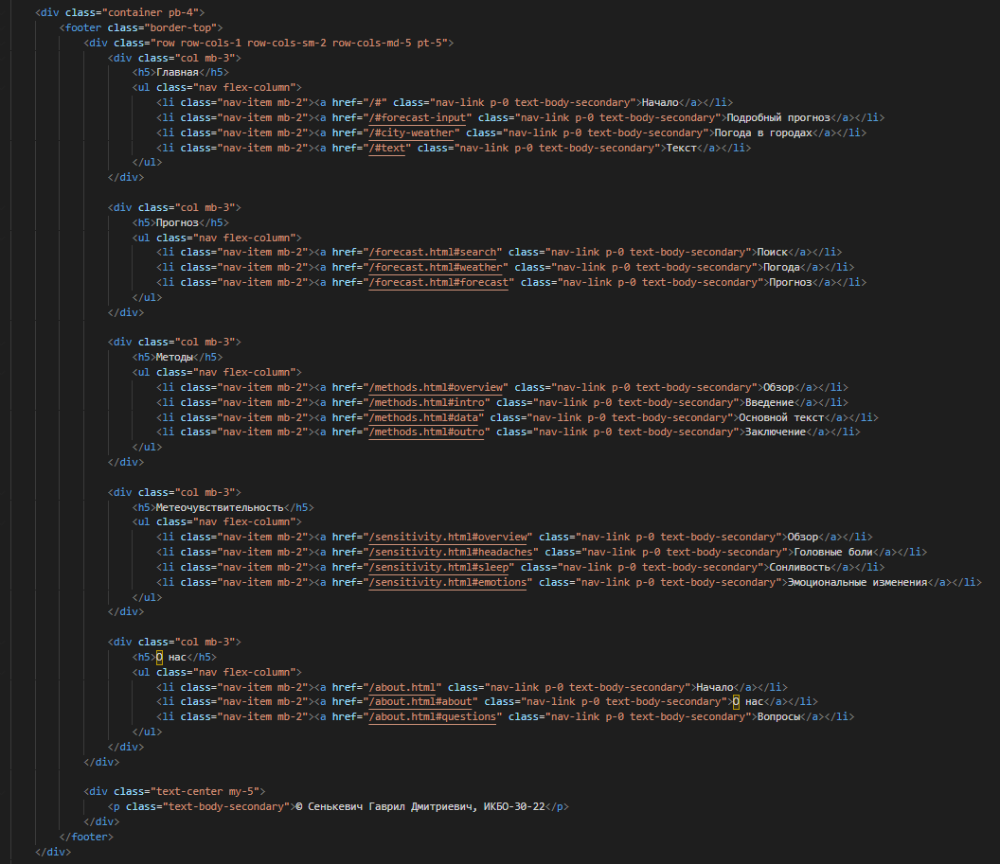 <div class="container pb-4">
<footer class="border-top">
<div class="row row-cols-1 row-cols-sm-2 row-cols-md-5 pt-5">
<div class="col mb-3">
<h5>Главная</h5>
<ul class="nav flex-column">
<li class="nav-item mb-2"><a href="/#" class="nav-link p-0 text-body-secondary">Начало</a></li>
<li class="nav-item mb-2"><a href="/#forecast-input" class="nav-link p-0 text-body-secondary">Подробный прогноз</a></li>
<li class="nav-item mb-2"><a href="/#city-weather" class="nav-link p-0 text-body-secondary">Погода в городах</a></li>
<li class="nav-item mb-2"><a href="/#text" class="nav-link p-0 text-body-secondary">Текст</a></li>
</ul>
</div>
<div class="col mb-3">
<h5>Прогноз</h5>
<ul class="nav flex-column">
<li class="nav-item mb-2"><a href="/forecast.html#search" class="nav-link p-0 text-body-secondary">Поиск</a></li>
<li class="nav-item mb-2"><a href="/forecast.html#weather" class="nav-link p-0 text-body-secondary">Погода</a></li>
<li class="nav-item mb-2"><a href="/forecast.html#forecast" class="nav-link p-0 text-body-secondary">Прогноз</a></li>
</ul>
</div>
<div class="col mb-3">
<h5>Методы</h5>
<ul class="nav flex-column">
<li class="nav-item mb-2"><a href="/methods.html#overview" class="nav-link p-0 text-body-secondary">Обзор</a></li>
<li class="nav-item mb-2"><a href="/methods.html#intro" class="nav-link p-0 text-body-secondary">Введение</a></li>
<li class="nav-item mb-2"><a href="/methods.html#data" class="nav-link p-0 text-body-secondary">Основной текст</a></li>
<li class="nav-item mb-2"><a href="/methods.html#outro" class="nav-link p-0 text-body-secondary">Заключение</a></li>
</ul>
</div>
<div class="col mb-3">
<h5>Метеочувствительность</h5>
<ul class="nav flex-column">
<li class="nav-item mb-2"><a href="/sensitivity.html#overview" class="nav-link p-0 text-body-secondary">Обзор</a></li>
<li class="nav-item mb-2"><a href="/sensitivity.html#headaches" class="nav-link p-0 text-body-secondary">Головные боли</a></li>
<li class="nav-item mb-2"><a href="/sensitivity.html#sleep" class="nav-link p-0 text-body-secondary">Сонливость</a></li>
<li class="nav-item mb-2"><a href="/sensitivity.html#emotions" class="nav-link p-0 text-body-secondary">Эмоциональные изменения</a></li>
</ul>
</div>
<div class="col mb-3">
<h5>О нас</h5>
<ul class="nav flex-column">
<li class="nav-item mb-2"><a href="/about.html" class="nav-link p-0 text-body-secondary">Начало</a></li>
<li class="nav-item mb-2"><a href="/about.html#about" class="nav-link p-0 text-body-secondary">О нас</a></li>
<li class="nav-item mb-2"><a href="/about.html#questions" class="nav-link p-0 text-body-secondary">Вопросы</a></li>
</ul>
</div>
</div>
<div class="text-center my-5">
<p class="text-body-secondary">© Сенькевич Гаврил Дмитриевич, ИКБО-30-22</p>
</div>
</footer>
</div>